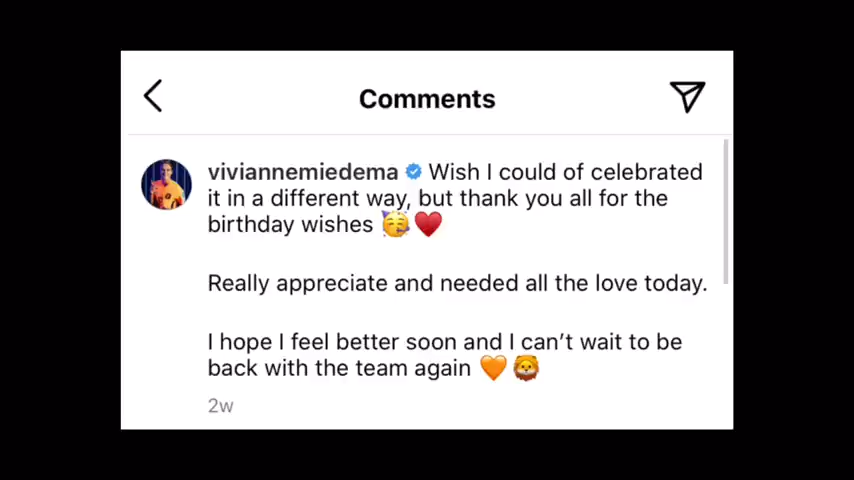 Comments
viviannemiedema Wish I could of celebrated
it in a different way, but thank you all for the
birthday wishes 🥳♥️
Really appreciate and needed all the love today.
I hope I feel better soon and I can’t wait to be
back with the team again 🧡🦁
2w